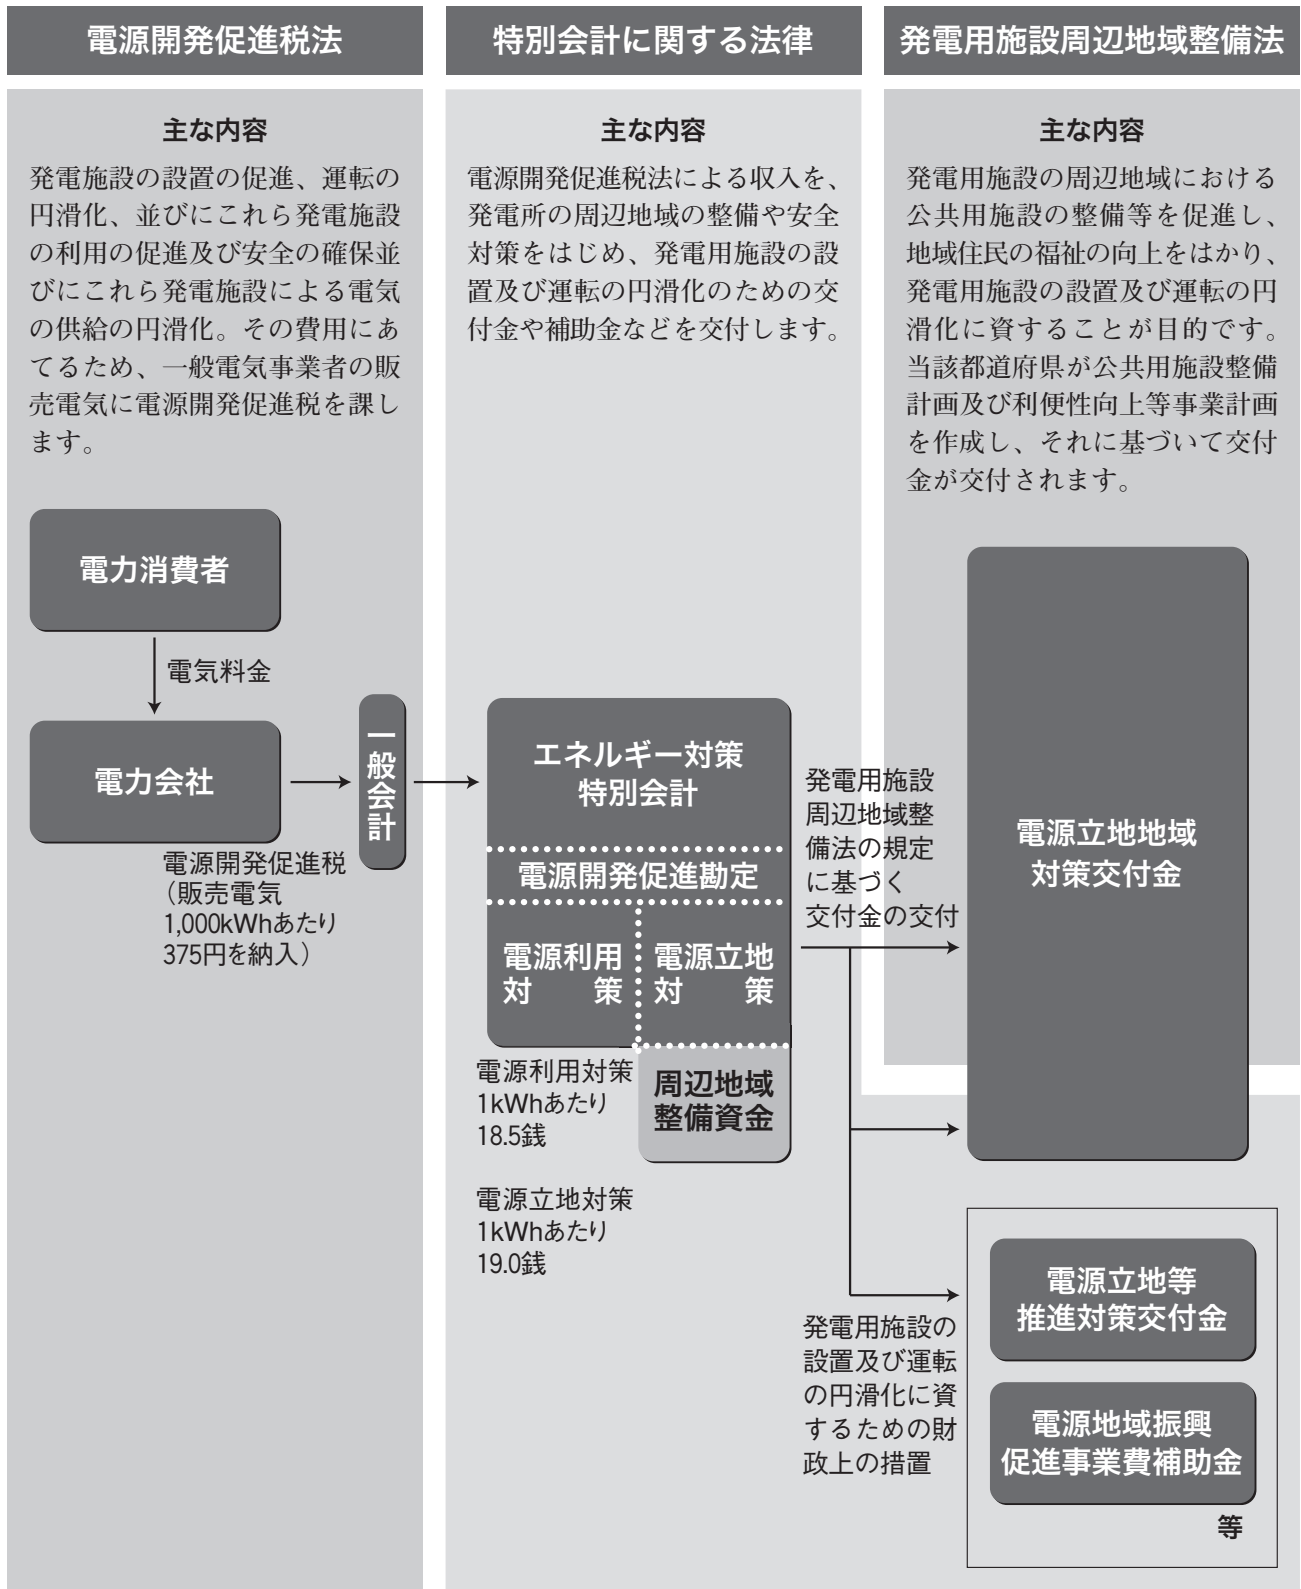 電源開発促進税法
主な内容
発電施設の設置の促進、運転の
円滑化、並びにこれら発電施設
の利用の促進及び安全の確保並
びにこれら発電施設による電気
の供給の円滑化。その費用にあ
てるため、一般電気事業者の販
売電気に電源開発促進税を課し
ます。
電力消費者
電気料金
電力会社
電源開発促進税
（販売電気
1,000kWhあたり
375円を納入）
一般会計
特別会計に関する法律
主な内容
電源開発促進税法による収入を、
発電所の周辺地域の整備や安全
対策をはじめ、発電用施設の設
置及び運転の円滑化のための交
付金や補助金などを交付します。
エネルギー対策
特別会計
電源開発促進勘定
電源利用
対　　策
電源立地
対　　策
周辺地域
整備資金
電源利用対策
1kWhあたり
18.5銭
電源立地対策
1kWhあたり
19.0銭
発電用施設
周辺地域整
備法の規定
に基づく
交付金の交付
発電用施設の
設置及び運転
の円滑化に資
するための財
政上の措置
発電用施設周辺地域整備法
主な内容
発電用施設の周辺地域における
公共用施設の整備等を促進し、
地域住民の福祉の向上をはかり、
発電用施設の設置及び運転の円
滑化に資することが目的です。
当該都道府県が公共用施設整備
計画及び利便性向上等事業計画
を作成し、それに基づいて交付
金が交付されます。
電源立地地域
対策交付金
電源立地等
推進対策交付金
電源地域振興
促進事業費補助金
等